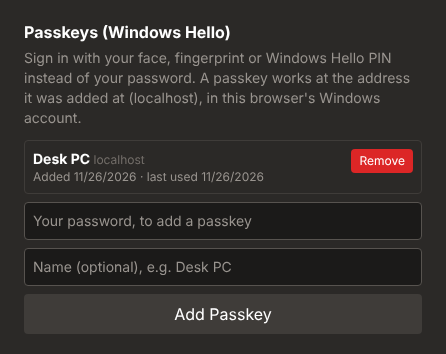 Passkeys (Windows Hello)
Sign in with your face, fingerprint or Windows Hello PIN
instead of your password. A passkey works at the address
it was added at (localhost), in this browser's Windows
account.
Desk PC localhost
Remove
Added 11/26/2026 · last used 11/26/2026
Your password, to add a passkey
Name (optional), e.g. Desk PC
Add Passkey